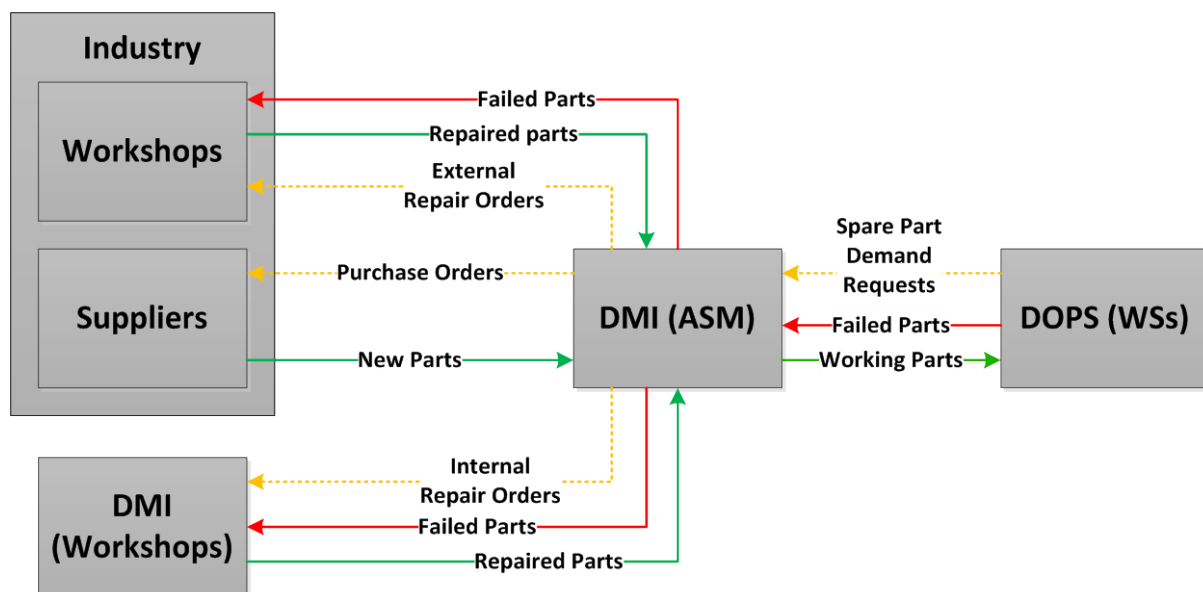 Industry
Workshops
Suppliers
Failed Parts
Repaired parts
External
Repair Orders
Purchase Orders
New Parts
DMI (ASM)
Spare Part
Demand
Requests
Failed Parts
Working Parts
DOPS (WSs)
DMI
(Workshops)
Internal
Repair Orders
Failed Parts
Repaired Parts